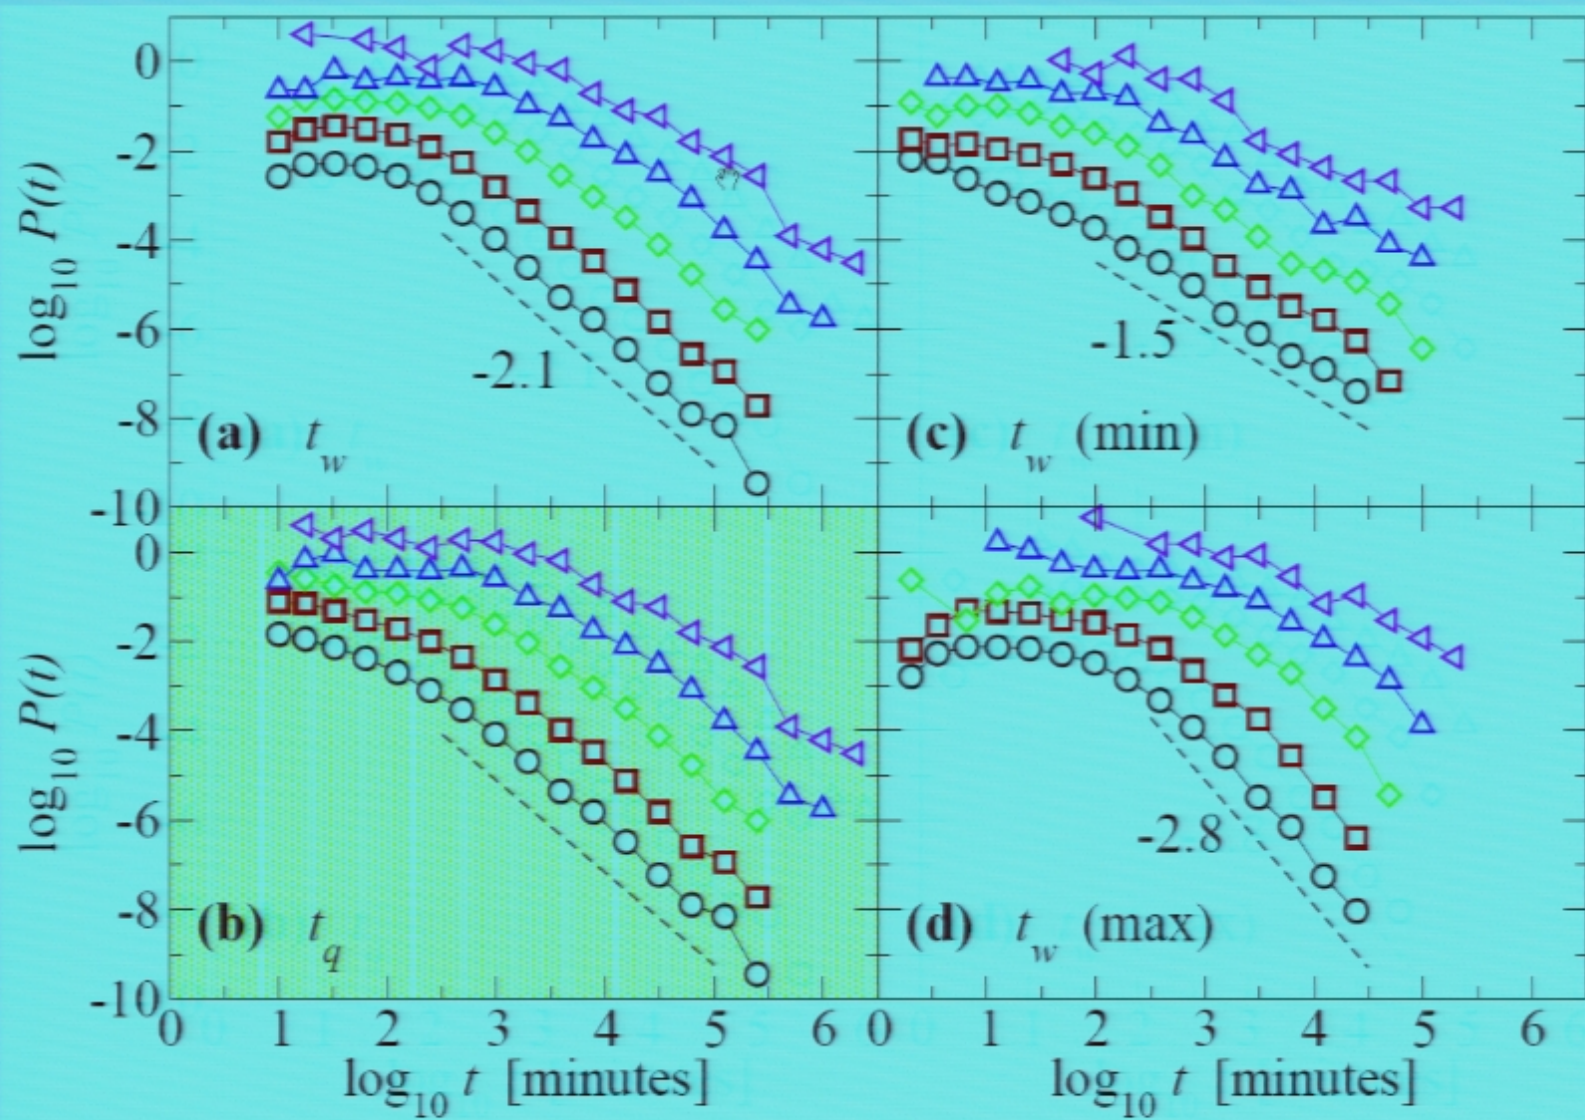 0
-2
-4
-6
-8
-10
log10 P(t)
-2.1
(a) tw
-1.5
(c) tw (min)
0
-2
-4
-6
-8
-10
log10 P(t)
(b) tq
-2.8
(d) tw (max)
0 1 2 3 4 5 6 0 1 2 3 4 5 6
log10 t [minutes] log10 t [minutes]